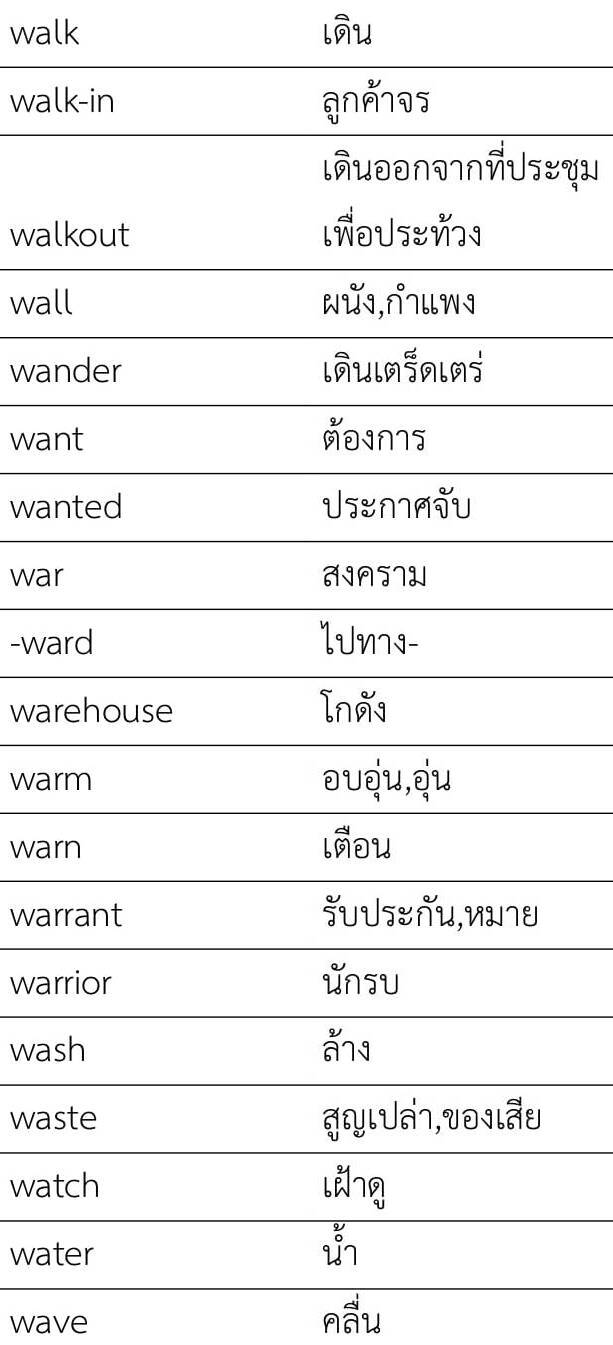 walk เดิน
walk-in ลูกค้าจร
เดินออกจากที่ประชุม
walkout เพื่อประท้วง
wall ผนัง,กำแพง
wander เดินเตร็ดเตร่
want ต้องการ
wanted ประกาศจับ
war สงคราม
-ward ไปทาง-
warehouse โกดัง
warm อบอุ่น,อุ่น
warn เตือน
warrant รับประกัน,หมาย
warrior นักรบ
wash ล้าง
waste สูญเปล่า,ของเสีย
watch เฝ้าดู
water น้ำ
wave คลื่น